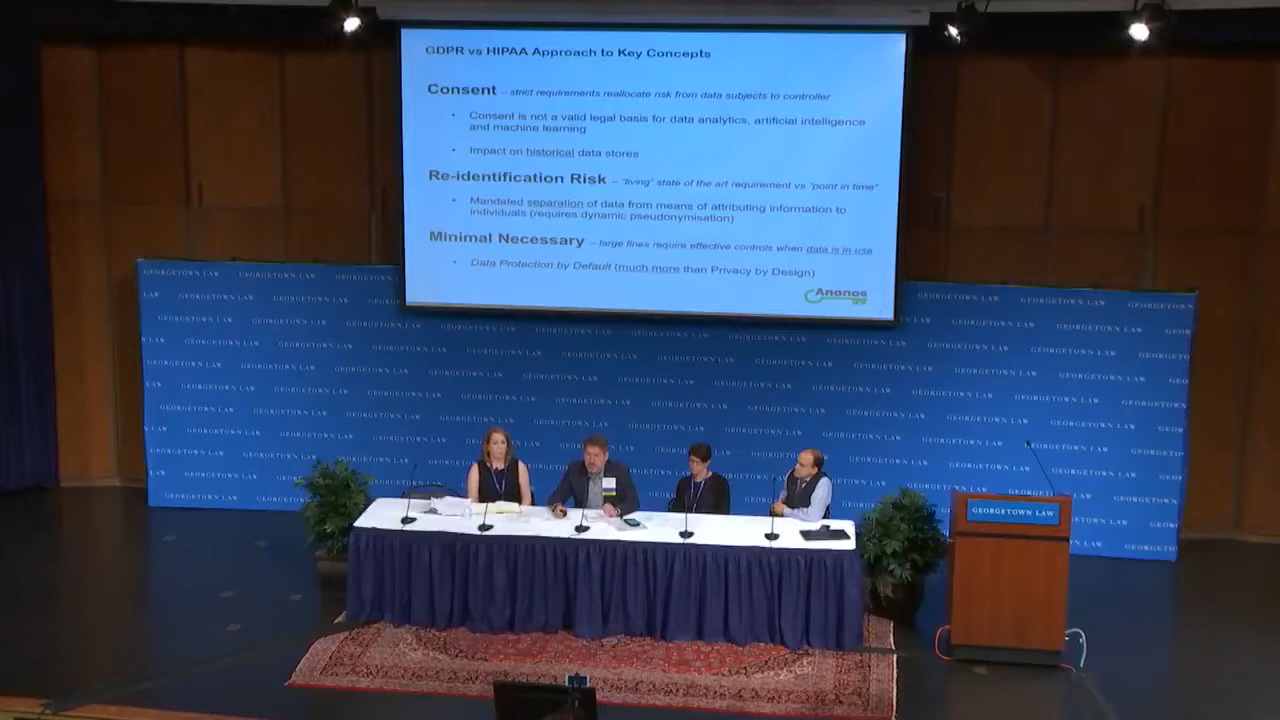 GDPR vs HIPAA Approach to Key Concepts
Consent – strict requirements reallocate risk from data subjects to controller
• Consent is not a valid legal basis for data analytics, artificial intelligence
and machine learning
• Impact on historical data stores
Re-identification Risk – "living" state of the art requirement vs "point in time"
• Mandated separation of data from means of attributing information to
individuals (requires dynamic pseudonymisation)
Minimal Necessary – large fines require effective controls when data is in use
• Data Protection by Default (much more than Privacy by Design)
Anonos
GEORGETOWN LAW
GEORGETOWN LAW